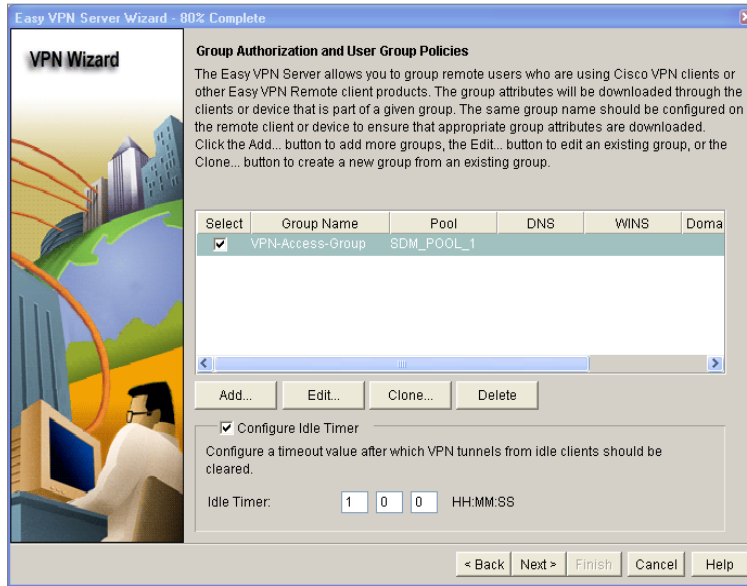 Easy VPN Server Wizard - 80% Complete
VPN Wizard
Group Authorization and User Group Policies
The Easy VPN Server allows you to group remote users who are using Cisco VPN clients or
other Easy VPN Remote client products. The group attributes will be downloaded through the
clients or device that is part of a given group. The same group name should be configured on
the remote client or device to ensure that appropriate group attributes are downloaded.
Click the Add... button to add more groups, the Edit... button to edit an existing group, or the
Clone... button to create a new group from an existing group.
Select Group Name Pool DNS WINS Doma
VPN-Access-Group SDM_POOL_1
Add... Edit... Clone... Delete
Configure Idle Timer
Configure a timeout value after which VPN tunnels from idle clients should be
cleared.
Idle Timer: 1 0 0 HH:MM:SS
< Back Next > Finish Cancel Help